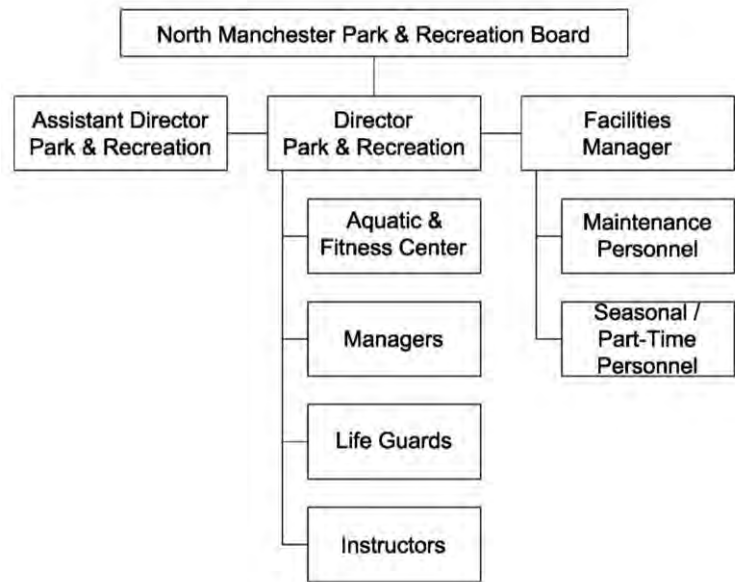 North Manchester Park & Recreation Board
Assistant Director
Park & Recreation
Director
Park & Recreation
Facilities
Manager
Aquatic &
Fitness Center
Maintenance
Personnel
Managers
Seasonal /
Part-Time
Personnel
Life Guards
Instructors